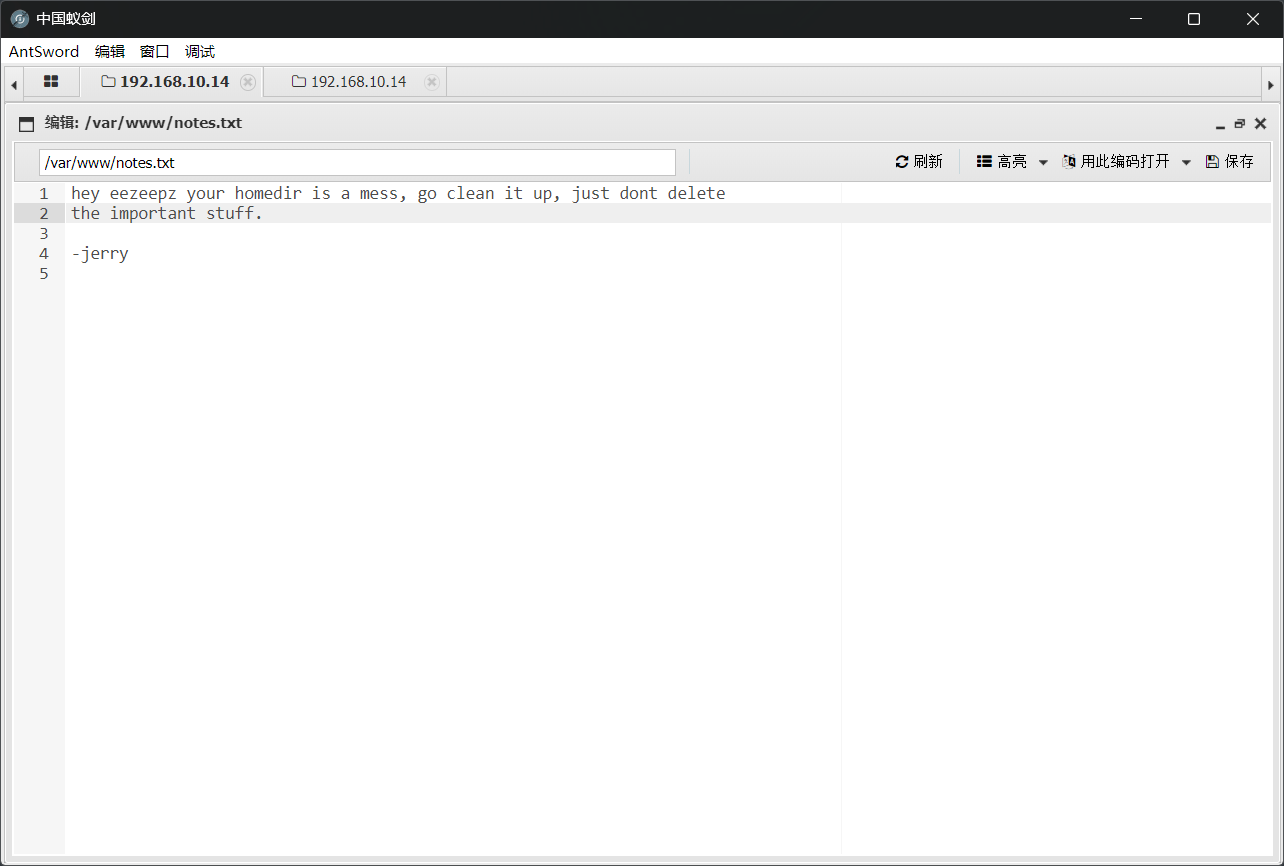 中国蚁剑
AntSword 编辑 窗口 调试
192.168.10.14 192.168.10.14
编辑: /var/www/notes.txt
/var/www/notes.txt 刷新 高亮 用此编码打开 保存
1 hey eezeepz your homedir is a mess, go clean it up, just dont delete
2 the important stuff.
3
4 -jerry
5